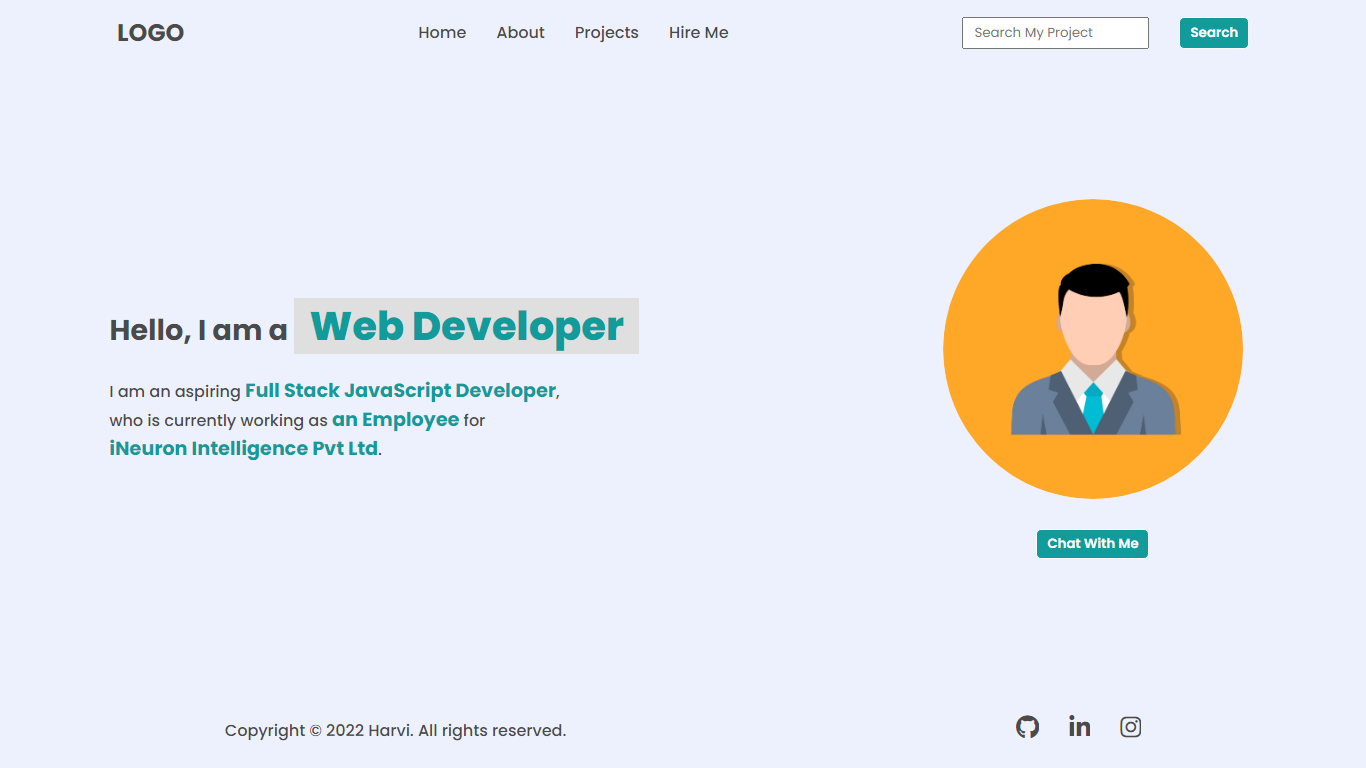 LOGO
Home About Projects Hire Me
Search My Project
Search
Hello, I am a Web Developer
I am an aspiring Full Stack JavaScript Developer,
who is currently working as an Employee for
iNeuron Intelligence Pvt Ltd.
Chat With Me
Copyright © 2022 Harvi. All rights reserved.
in